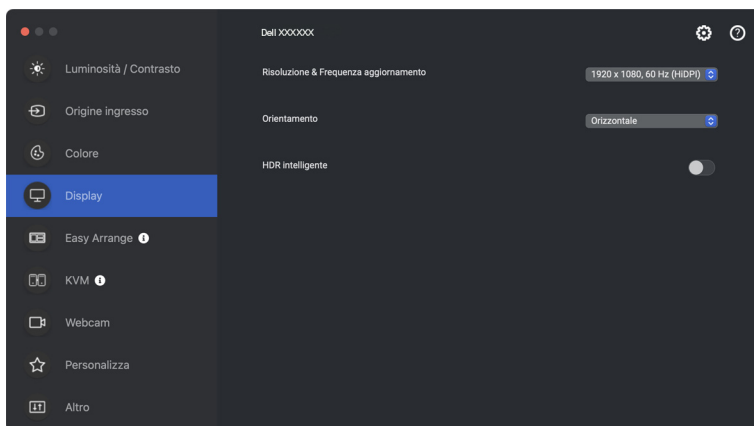 Dell XXXXXX
Luminosità / Contrasto
Origine ingresso
Colore
Display
Easy Arrange
KVM
Webcam
Personalizza
Altro
Risoluzione & Frequenza aggiornamento
1920 x 1080, 60 Hz (HiDPI)
Orientamento
Orizzontale
HDR intelligente